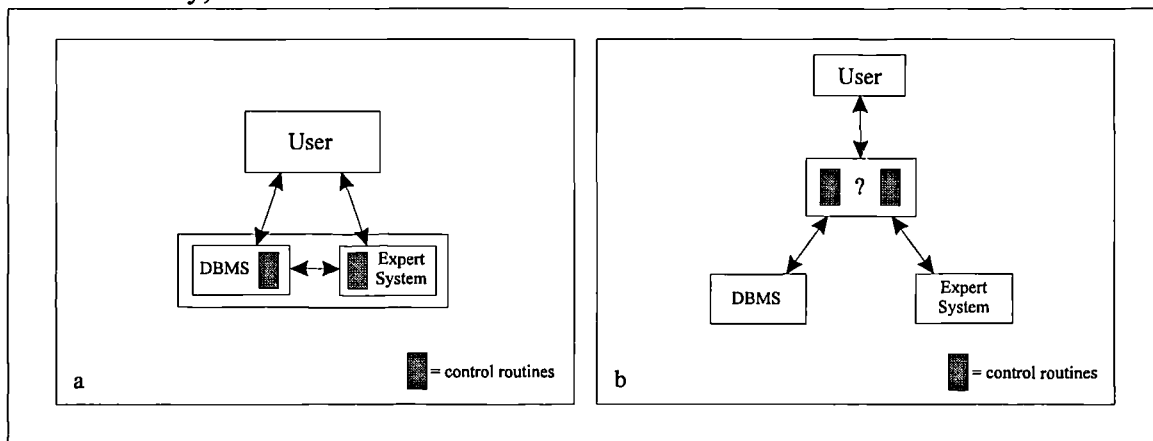 User
DBMS
Expert
System
= control routines
a
User
?
DBMS
Expert
System
= control routines
b